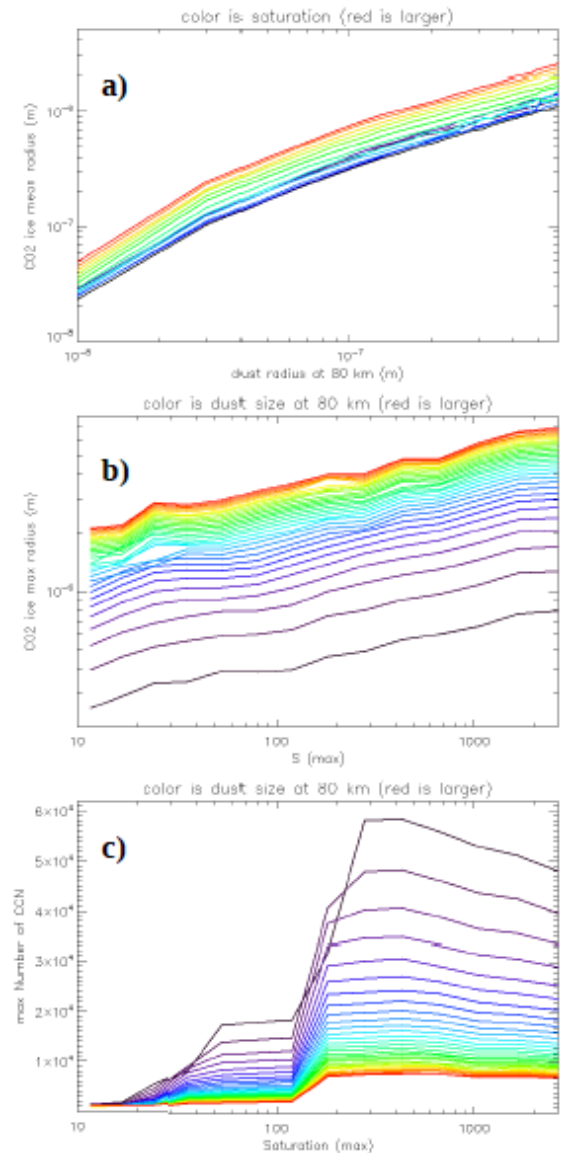 color is: saturation (red is larger)
a)
CO2 ice mean radius (m)
10⁻⁶
10⁻⁷
10⁻⁸
10⁻⁸
10⁻⁷
dust radius at 80 km (m)
color is dust size at 80 km (red is larger)
b)
CO2 ice max radius (m)
10⁻⁶
10
100
1000
S (max)
color is dust size at 80 km (red is larger)
c)
max Number of CCN
6×10⁴
5×10⁴
4×10⁴
3×10⁴
2×10⁴
1×10⁴
10
100
1000
Saturation (max)